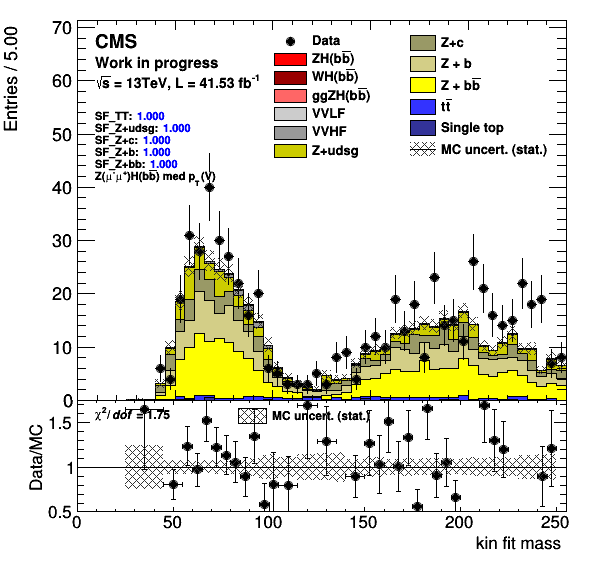 CMS
Work in progress
√s = 13TeV, L = 41.53 fb⁻¹
SF_TT: 1.000
SF_Z+udsg: 1.000
SF_Z+c: 1.000
SF_Z+b: 1.000
SF_Z+bb: 1.000
Z(μ⁻μ⁺)H(bb̅) med p_T(V)
Data
ZH(bb̅)
WH(bb̅)
ggZH(bb̅)
VVLF
VVHF
Z+udsg
Z+c
Z + b
Z + bb̅
tt̅
Single top
MC uncert. (stat.)
Entries / 5.00
70
60
50
40
30
20
10
0
χ²/ dof = 1.75
MC uncert. (stat.)
Data/MC
1.5
1
0.5
0
50
100
150
200
250
kin fit mass